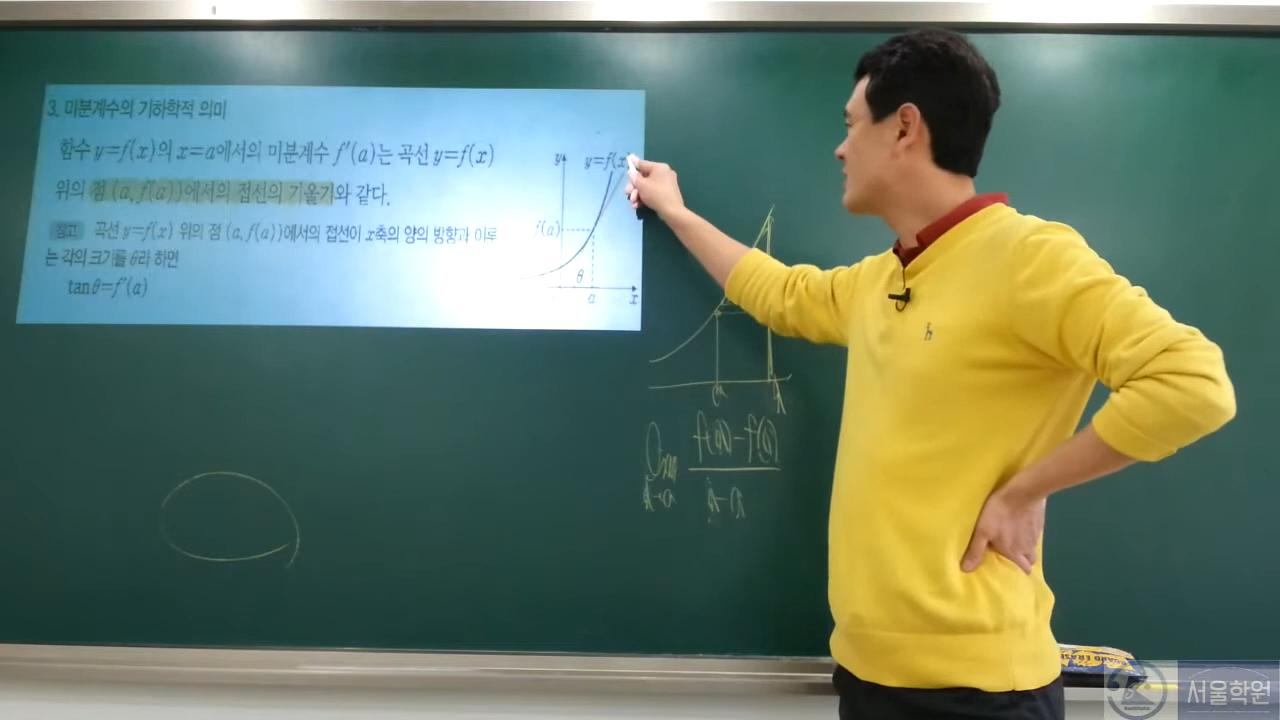 3. 미분계수의 기하학적 의미
함수 y=f(x)의 x=a에서의 미분계수 f′(a)는 곡선 y=f(x)
위의 점 (a, f(a))에서의 접선의 기울기와 같다.
참고 곡선 y=f(x) 위의 점 (a, f(a))에서의 접선이 x축의 양의 방향과 이루
는 각의 크기를 θ라 하면
tanθ=f′(a)
y
y=f(x)
f(a)
θ
a
x
a
BOARD ERASE
서울학원